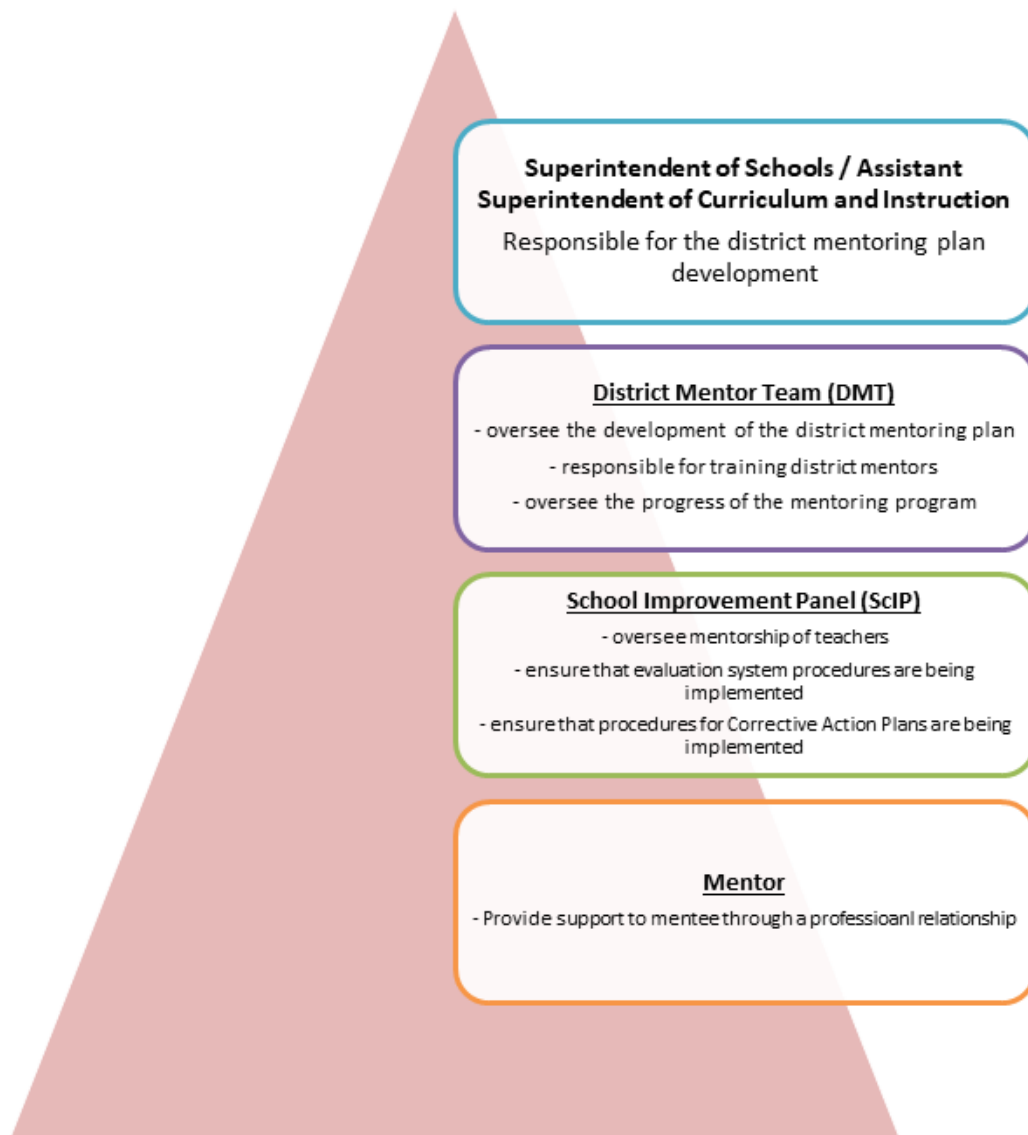 Superintendent of Schools / Assistant
Superintendent of Curriculum and Instruction
Responsible for the district mentoring plan
development
District Mentor Team (DMT)
- oversee the development of the district mentoring plan
- responsible for training district mentors
- oversee the progress of the mentoring program
School Improvement Panel (ScIP)
- oversee mentorship of teachers
- ensure that evaluation system procedures are being
implemented
- ensure that procedures for Corrective Action Plans are being
implemented
Mentor
- Provide support to mentee through a professioanl relationship